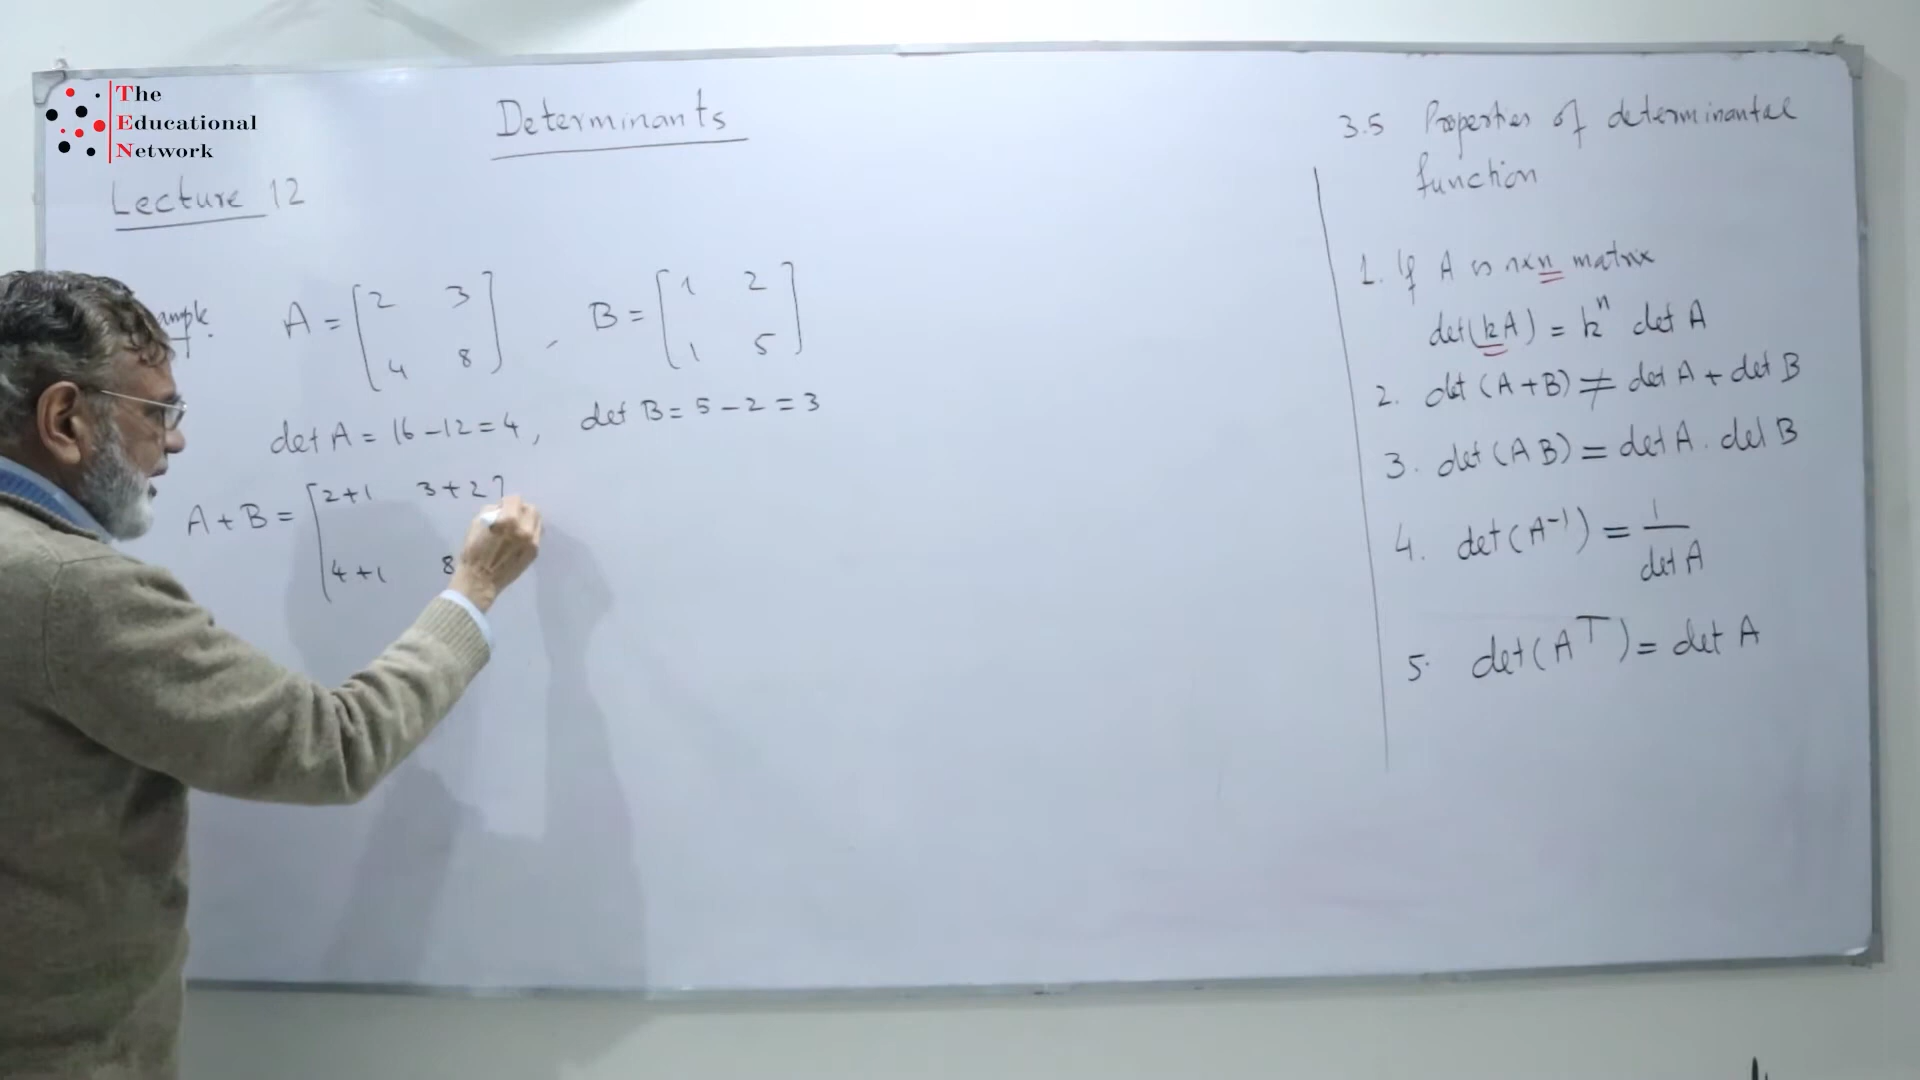 The
Educational
Network
Determinants
Lecture 12
A = [2 3
4 8] , B = [1 2
1 5]
det A = 16 - 12 = 4, det B = 5 - 2 = 3
A + B = [2+1 3+2]
4+1 8
3.5 Properties of determinantal
function
1. If A is n×n matrix
det(kA) = kⁿ det A
2. det (A+B) ≠ det A + det B
3. det (AB) = det A . det B
4. det (A⁻¹) = 1
det A
5. det (Aᵀ) = det A